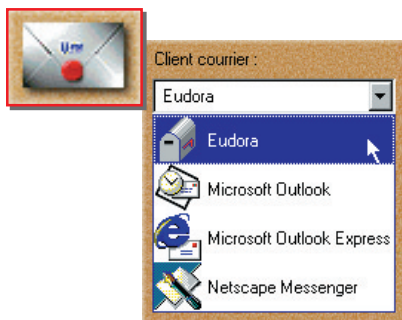 Client courrier :
Eudora
Eudora
Microsoft Outlook
Microsoft Outlook Express
Netscape Messenger